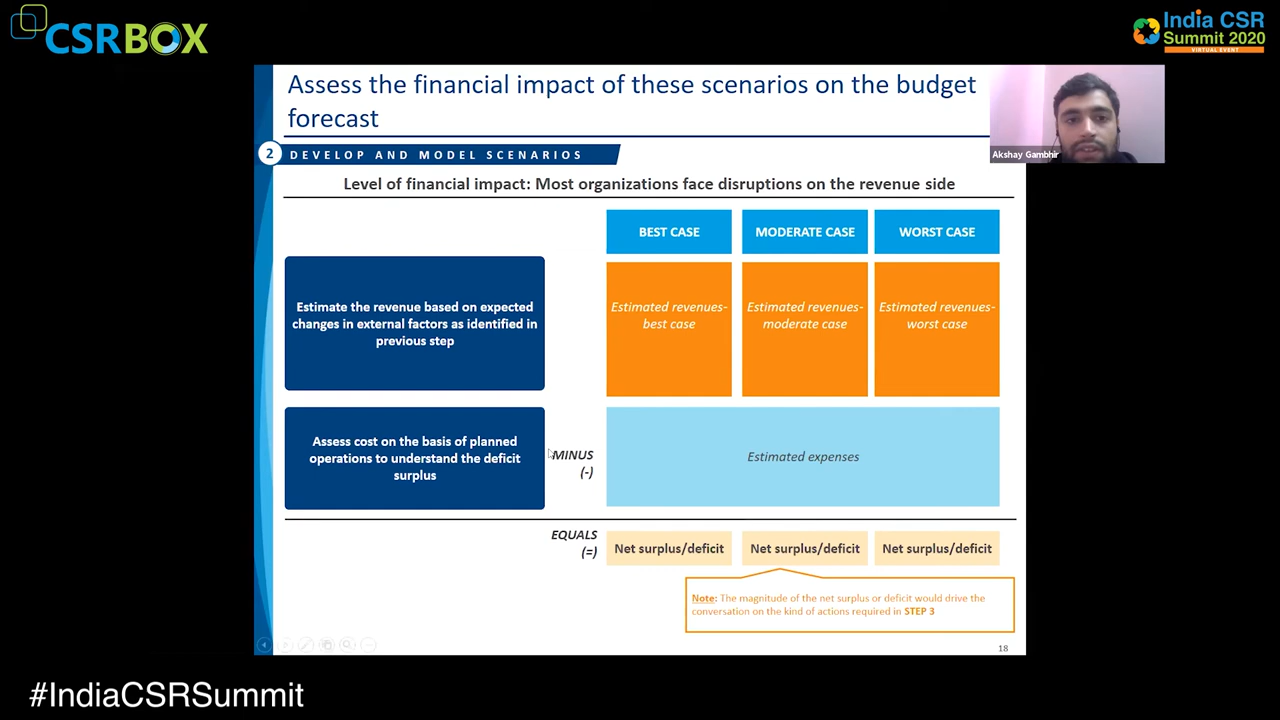 CSRBOX
India CSR
Summit 2020
VIRTUAL EVENT
Assess the financial impact of these scenarios on the budget
forecast
Akshay Gambhir
2
DEVELOP AND MODEL SCENARIOS
Level of financial impact: Most organizations face disruptions on the revenue side
BEST CASE
MODERATE CASE
WORST CASE
Estimate the revenue based on expected
changes in external factors as identified in
previous step
Estimated revenues-
best case
Estimated revenues-
moderate case
Estimated revenues-
worst case
Assess cost on the basis of planned
operations to understand the deficit
surplus
MINUS
(-)
Estimated expenses
EQUALS
(=)
Net surplus/deficit
Net surplus/deficit
Net surplus/deficit
Note: The magnitude of the net surplus or deficit would drive the
conversation on the kind of actions required in STEP 3
18
#IndiaCSRSummit